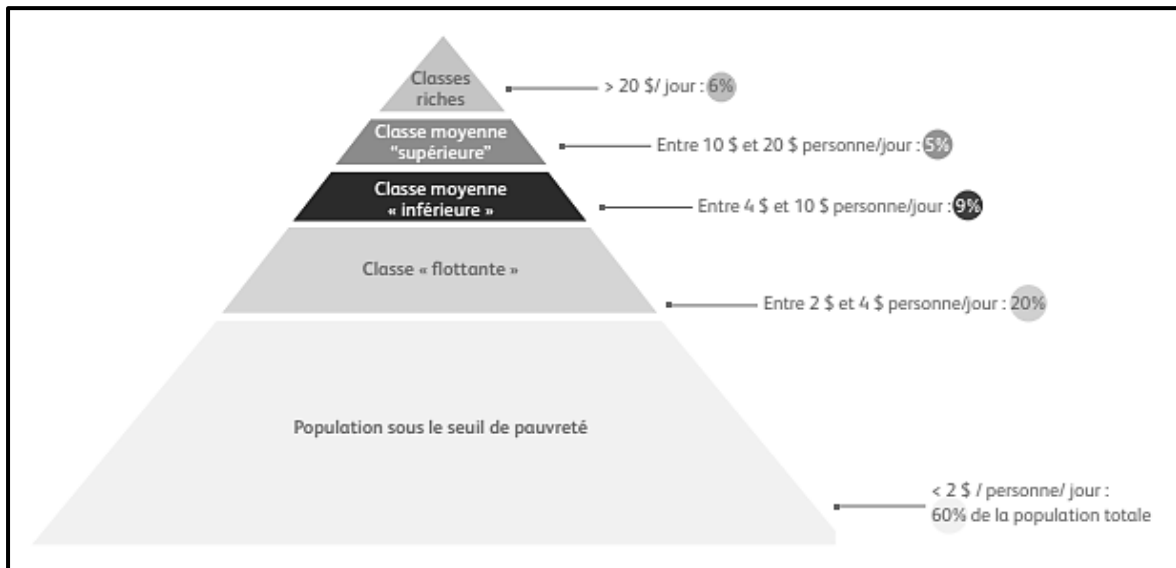 Classes
riches
> 20 $/ jour : 6%
Classe moyenne
"supérieure"
Entre 10 $ et 20 $ personne/jour : 5%
Classe moyenne
« inférieure »
Entre 4 $ et 10 $ personne/jour : 9%
Classe « flottante »
Entre 2 $ et 4 $ personne/jour : 20%
Population sous le seuil de pauvreté
< 2 $ / personne/ jour :
60% de la population totale